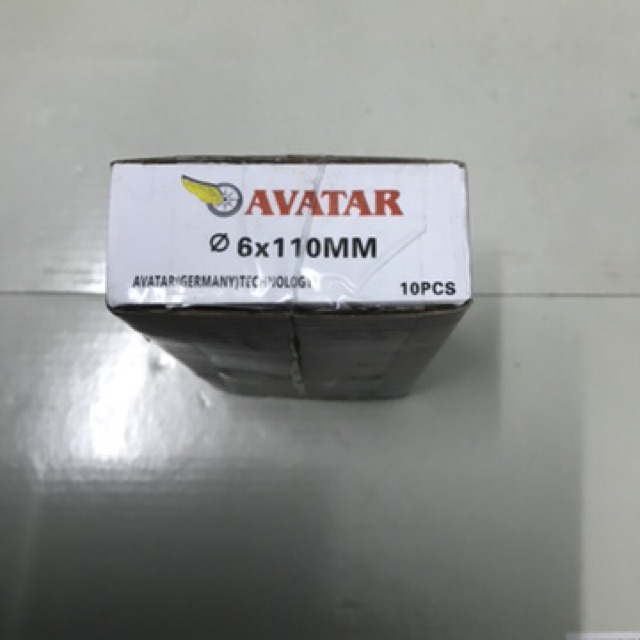 AVATAR
Ø 6x110MM
AVATAR(GERMANY)TECHNOLOGY
10PCS